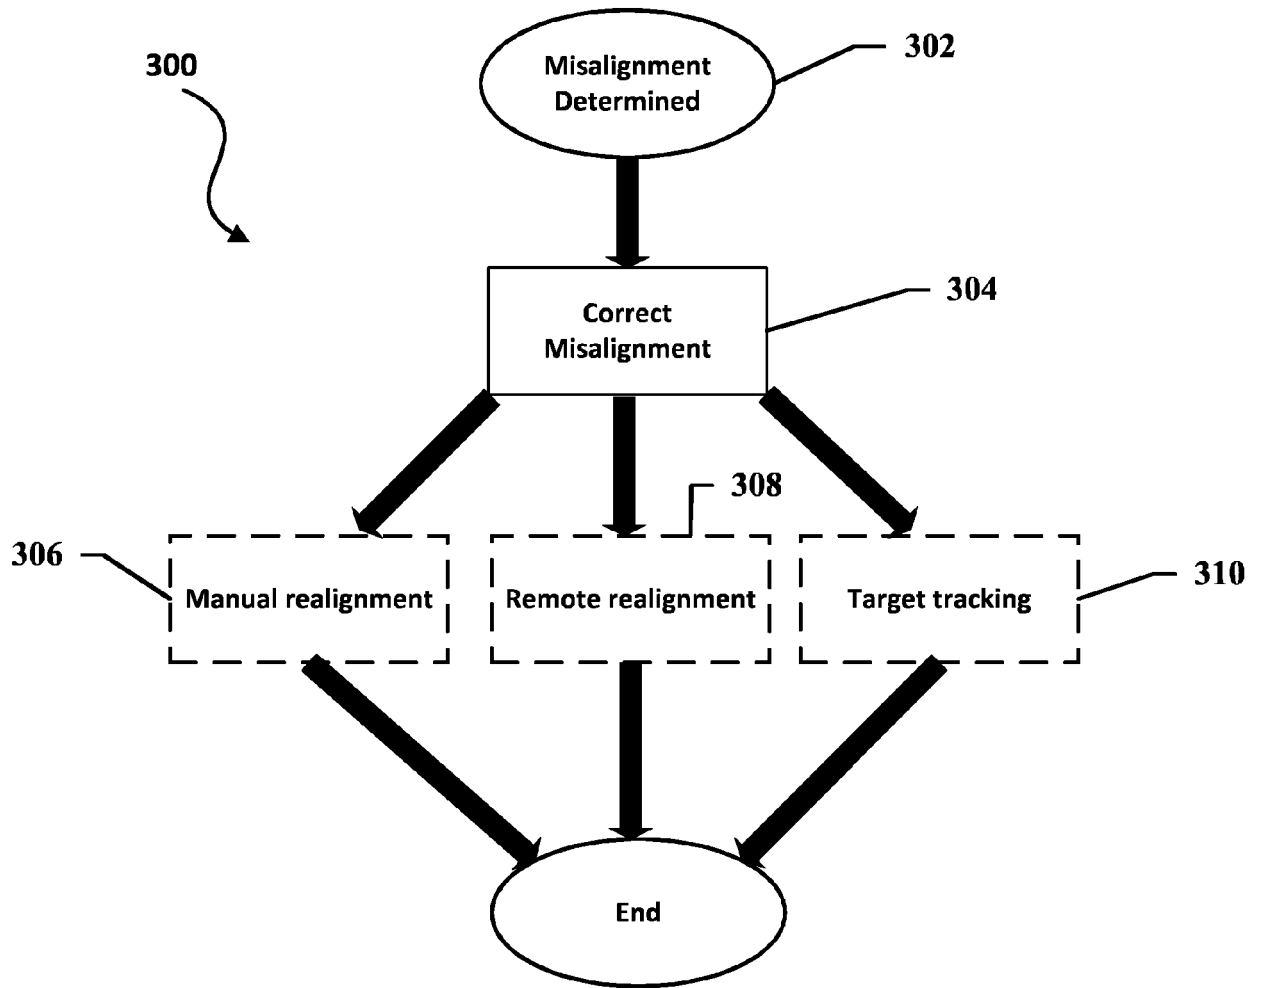 Misalignment
Determined
302
300
Correct
Misalignment
304
308
306
Manual realignment
Remote realignment
Target tracking
310
End